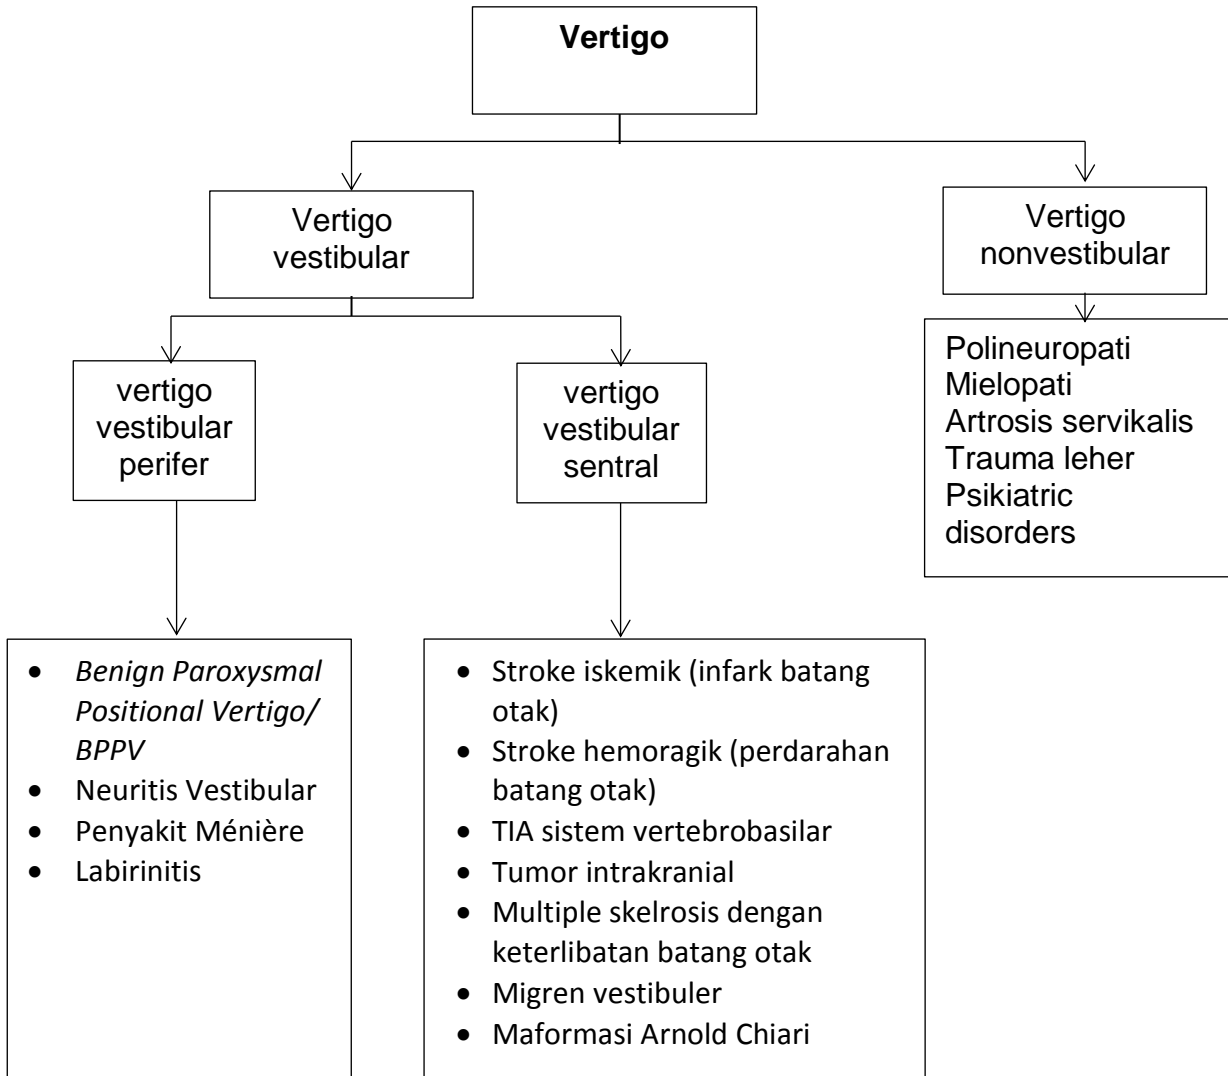 Vertigo
Vertigo
vestibular
Vertigo
nonvestibular
vertigo
vestibular
perifer
vertigo
vestibular
sentral
Polineuropati
Mielopati
Artrosis servikalis
Trauma leher
Psikiatric
disorders
• Benign Paroxysmal
Positional Vertigo/
BPPV
• Neuritis Vestibular
• Penyakit Ménière
• Labirinitis
• Stroke iskemik (infark batang
otak)
• Stroke hemoragik (perdarahan
batang otak)
• TIA sistem vertebrobasilar
• Tumor intrakranial
• Multiple skelrosis dengan
keterlibatan batang otak
• Migren vestibuler
• Maformasi Arnold Chiari